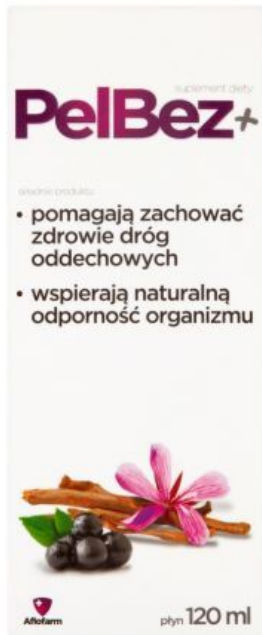 suplement diety
PelBez+
składniki produktu
• pomagają zachować
zdrowie dróg
oddechowych
• wspierają naturalną
odporność organizmu
Aflofarm
płyn 120 ml